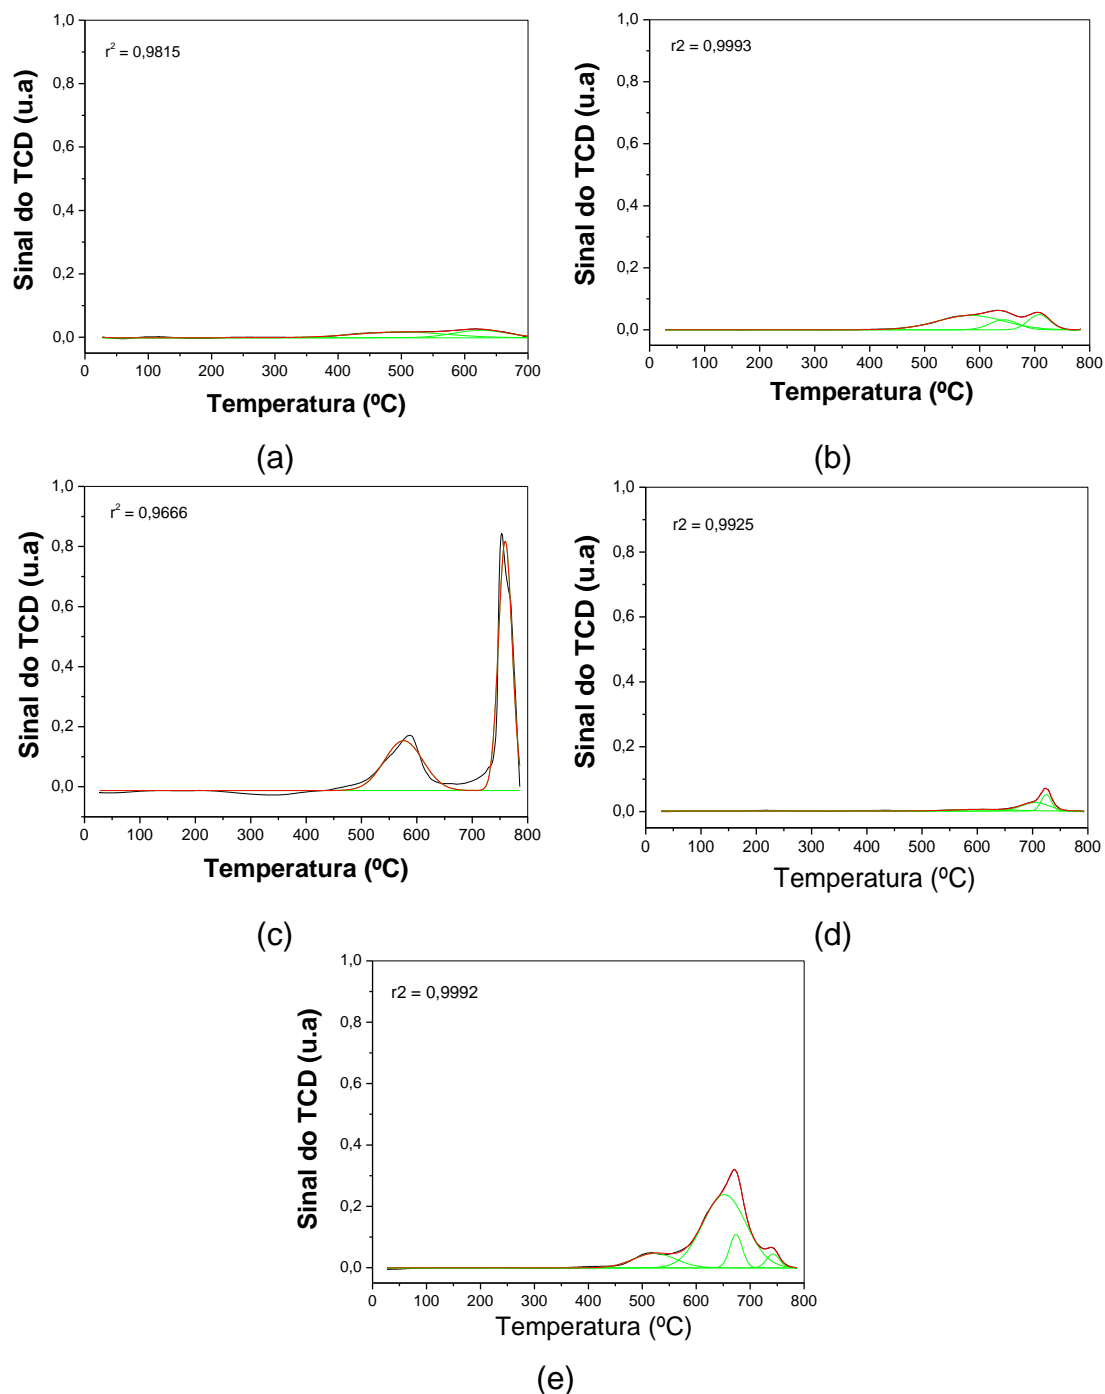 1,0
0,8
0,6
0,4
0,2
0,0
Sinal do TCD (u.a)
r² = 0,9815
0 100 200 300 400 500 600 700
Temperatura (ºC)
(a)
1,0
0,8
0,6
0,4
0,2
0,0
Sinal do TCD (u.a)
r2 = 0,9993
0 100 200 300 400 500 600 700 800
Temperatura (ºC)
(b)
1,0
0,8
0,6
0,4
0,2
0,0
Sinal do TCD (u.a)
r² = 0,9666
0 100 200 300 400 500 600 700 800
Temperatura (ºC)
(c)
1,0
0,8
0,6
0,4
0,2
0,0
Sinal do TCD (u.a)
r2 = 0,9925
0 100 200 300 400 500 600 700 800
Temperatura (ºC)
(d)
1,0
0,8
0,6
0,4
0,2
0,0
Sinal do TCD (u.a)
r2 = 0,9992
0 100 200 300 400 500 600 700 800
Temperatura (ºC)
(e)